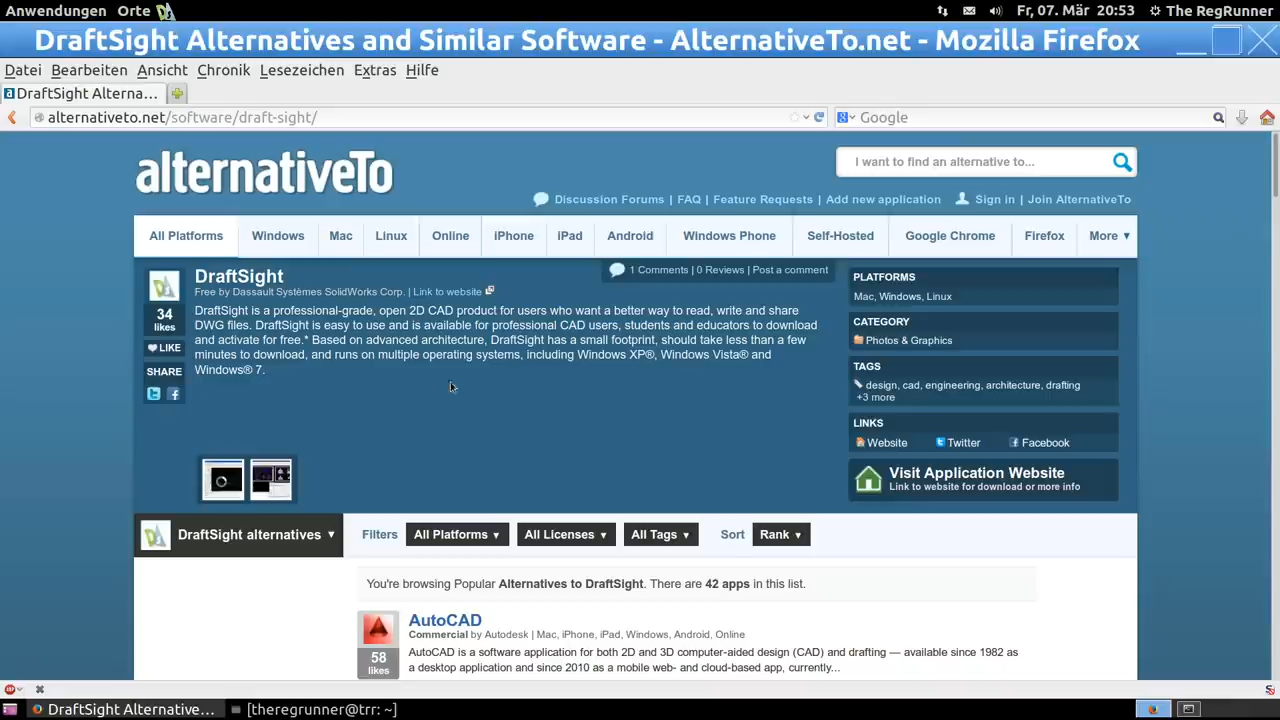 Anwendungen Orte
Fr, 07. Mär 20:53 The RegRunner
DraftSight Alternatives and Similar Software - AlternativeTo.net - Mozilla Firefox
Datei Bearbeiten Ansicht Chronik Lesezeichen Extras Hilfe
DraftSight Alterna...
alternativeto.net/software/draft-sight/
Google
alternativeTo
I want to find an alternative to...
Discussion Forums | FAQ | Feature Requests | Add new application
Sign in | Join AlternativeTo
All Platforms Windows Mac Linux Online iPhone iPad Android Windows Phone Self-Hosted Google Chrome Firefox More ▾
DraftSight
1 Comments | 0 Reviews | Post a comment
Free by Dassault Systèmes SolidWorks Corp. | Link to website
DraftSight is a professional-grade, open 2D CAD product for users who want a better way to read, write and share
DWG files. DraftSight is easy to use and is available for professional CAD users, students and educators to download
and activate for free.* Based on advanced architecture, DraftSight has a small footprint, should take less than a few
minutes to download, and runs on multiple operating systems, including Windows XP®, Windows Vista® and
Windows® 7.
34
likes
LIKE
SHARE
PLATFORMS
Mac, Windows, Linux
CATEGORY
Photos & Graphics
TAGS
design, cad, engineering, architecture, drafting
+3 more
LINKS
Website Twitter Facebook
Visit Application Website
Link to website for download or more info
DraftSight alternatives ▾
Filters All Platforms ▾ All Licenses ▾ All Tags ▾ Sort Rank ▾
You're browsing Popular Alternatives to DraftSight. There are 42 apps in this list.
AutoCAD
Commercial by Autodesk | Mac, iPhone, iPad, Windows, Android, Online
58
likes
AutoCAD is a software application for both 2D and 3D computer-aided design (CAD) and drafting — available since 1982 as
a desktop application and since 2010 as a mobile web- and cloud-based app, currently...
DraftSight Alternative...
[theregrunner@trr: ~]